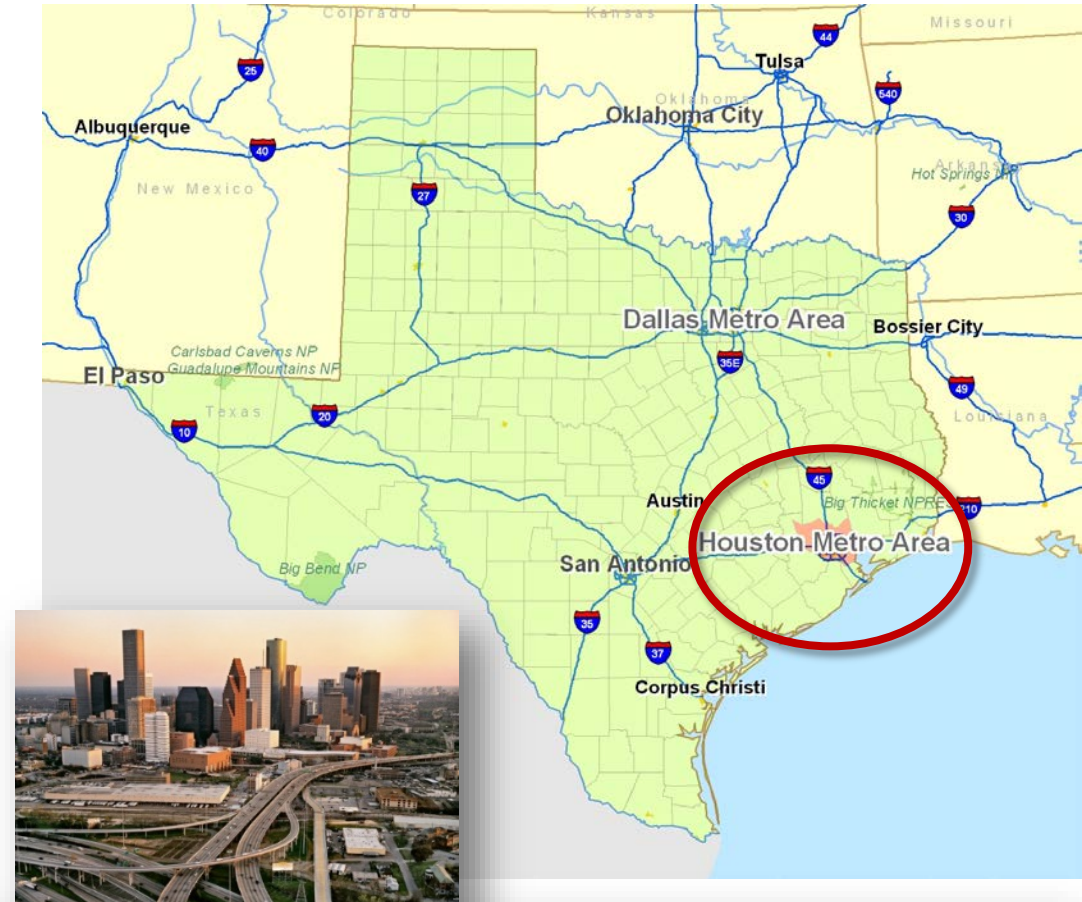 Colorado
Kansas
Missouri
44
25
Tulsa
540
Oklahoma
Oklahoma City
Albuquerque
40
Arkansas
Hot Springs NP
New Mexico
27
30
Dallas Metro Area
Bossier City
35E
Carlsbad Caverns NP
Guadalupe Mountains NP
El Paso
49
Texas
20
Louisiana
10
45
Austin
Big Thicket NPRES
210
Houston Metro Area
San Antonio
Big Bend NP
35
37
Corpus Christi